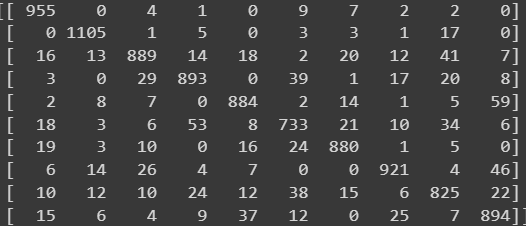 [[ 955 0 4 1 0 9 7 2 2 0]
[ 0 1105 1 5 0 3 3 1 17 0]
[ 16 13 889 14 18 2 20 12 41 7]
[ 3 0 29 893 0 39 1 17 20 8]
[ 2 8 7 0 884 2 14 1 5 59]
[ 18 3 6 53 8 733 21 10 34 6]
[ 19 3 10 0 16 24 880 1 5 0]
[ 6 14 26 4 7 0 0 921 4 46]
[ 10 12 10 24 12 38 15 6 825 22]
[ 15 6 4 9 37 12 0 25 7 894]]